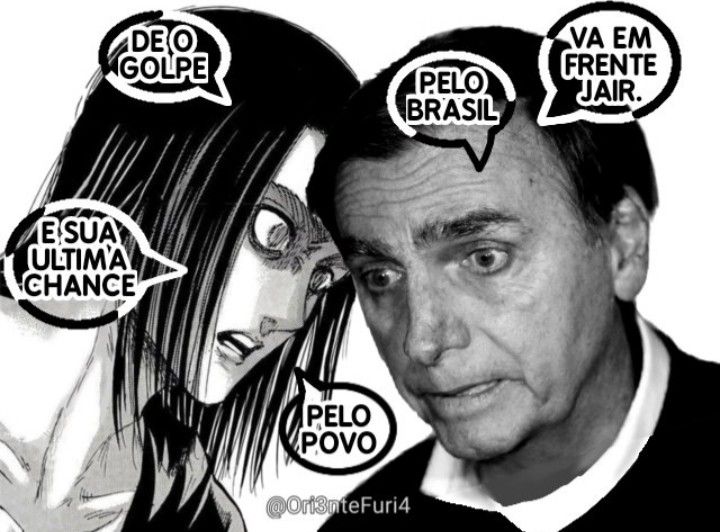 DE O
GOLPE
VA EM
FRENTE
JAIR.
PELO
BRASIL
E SUA
ULTIMA
CHANCE
PELO
POVO
@Ori3nteFuri4